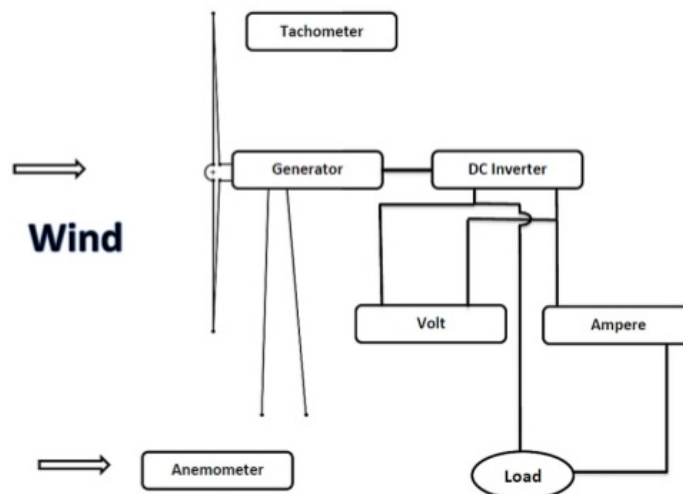 Tachometer
Generator
DC Inverter
Wind
Volt
Ampere
Anemometer
Load